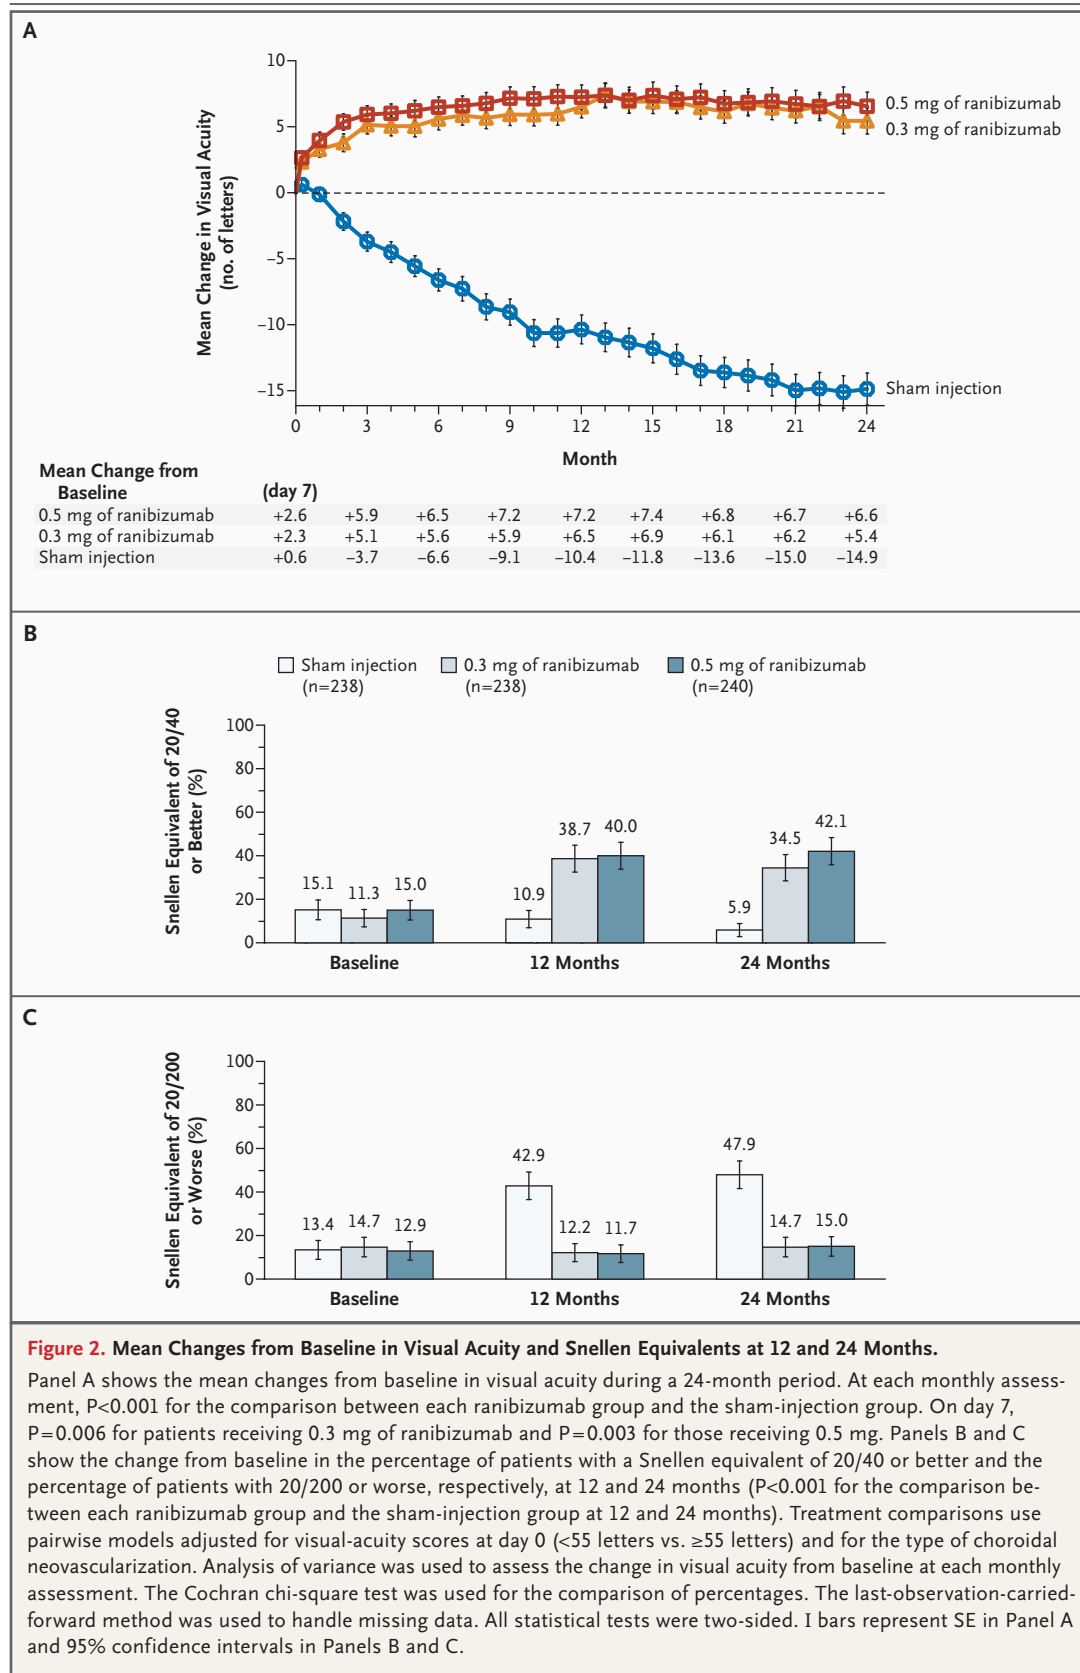 A
10
5
0
−5
−10
−15
Mean Change in Visual Acuity
(no. of letters)
0.5 mg of ranibizumab
0.3 mg of ranibizumab
Sham injection
0 3 6 9 12 15 18 21 24
Month
Mean Change from
Baseline (day 7)
0.5 mg of ranibizumab +2.6 +5.9 +6.5 +7.2 +7.2 +7.4 +6.8 +6.7 +6.6
0.3 mg of ranibizumab +2.3 +5.1 +5.6 +5.9 +6.5 +6.9 +6.1 +6.2 +5.4
Sham injection +0.6 −3.7 −6.6 −9.1 −10.4 −11.8 −13.6 −15.0 −14.9
B
Sham injection 0.3 mg of ranibizumab 0.5 mg of ranibizumab
(n=238) (n=238) (n=240)
Snellen Equivalent of 20/40
or Better (%)
100
80
60
40
20
0
15.1 11.3 15.0
10.9 38.7 40.0
5.9 34.5 42.1
Baseline 12 Months 24 Months
C
Snellen Equivalent of 20/200
or Worse (%)
100
80
60
40
20
0
13.4 14.7 12.9
42.9 12.2 11.7
47.9 14.7 15.0
Baseline 12 Months 24 Months
Figure 2. Mean Changes from Baseline in Visual Acuity and Snellen Equivalents at 12 and 24 Months.
Panel A shows the mean changes from baseline in visual acuity during a 24-month period. At each monthly assess-
ment, P<0.001 for the comparison between each ranibizumab group and the sham-injection group. On day 7,
P=0.006 for patients receiving 0.3 mg of ranibizumab and P=0.003 for those receiving 0.5 mg. Panels B and C
show the change from baseline in the percentage of patients with a Snellen equivalent of 20/40 or better and the
percentage of patients with 20/200 or worse, respectively, at 12 and 24 months (P<0.001 for the comparison be-
tween each ranibizumab group and the sham-injection group at 12 and 24 months). Treatment comparisons use
pairwise models adjusted for visual-acuity scores at day 0 (<55 letters vs. ≥55 letters) and for the type of choroidal
neovascularization. Analysis of variance was used to assess the change in visual acuity from baseline at each monthly
assessment. The Cochran chi-square test was used for the comparison of percentages. The last-observation-carried-
forward method was used to handle missing data. All statistical tests were two-sided. I bars represent SE in Panel A
and 95% confidence intervals in Panels B and C.